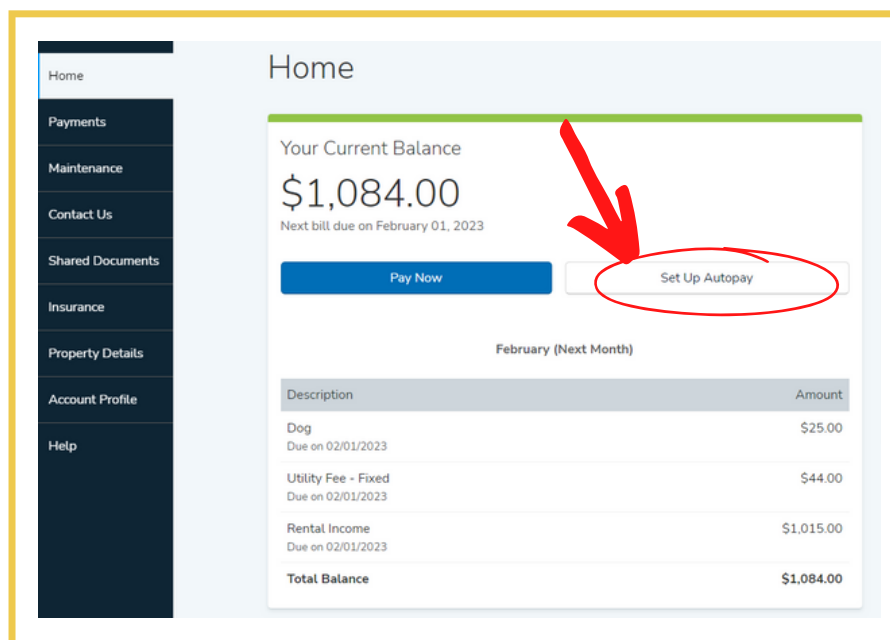 Home
Payments
Maintenance
Contact Us
Shared Documents
Insurance
Property Details
Account Profile
Help
Home
Your Current Balance
$1,084.00
Next bill due on February 01, 2023
Pay Now Set Up Autopay
February (Next Month)
Description Amount
Dog $25.00
Due on 02/01/2023
Utility Fee - Fixed $44.00
Due on 02/01/2023
Rental Income $1,015.00
Due on 02/01/2023
Total Balance $1,084.00